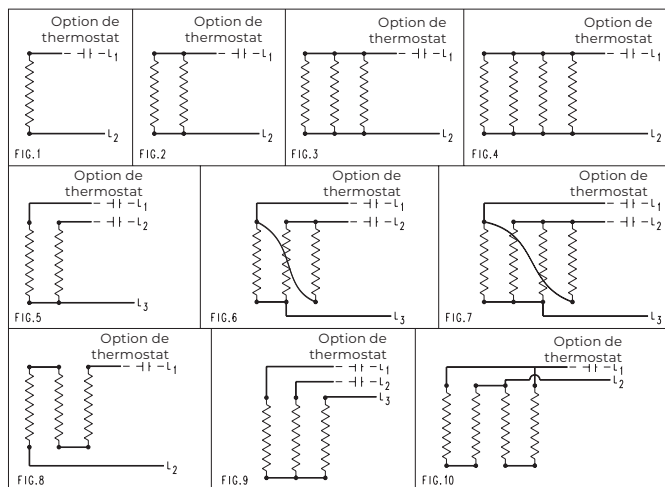 Option de
thermostat
L1
L2
FIG.1
Option de
thermostat
L1
L2
FIG.2
Option de
thermostat
L1
L2
FIG.3
Option de
thermostat
L1
L2
FIG.4
Option de
thermostat
L1
L2
L3
FIG.5
Option de
thermostat
L1
L2
L3
FIG.6
Option de
thermostat
L1
L2
L3
FIG.7
Option de
thermostat
L1
L2
FIG.8
Option de
thermostat
L1
L2
L3
FIG.9
Option de
thermostat
L1
L2
FIG.10